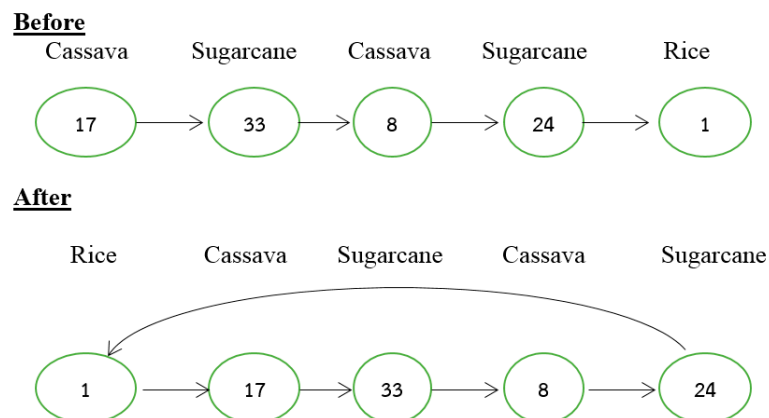 Before
Cassava Sugarcane Cassava Sugarcane Rice
17 33 8 24 1
After
Rice Cassava Sugarcane Cassava Sugarcane
1 17 33 8 24